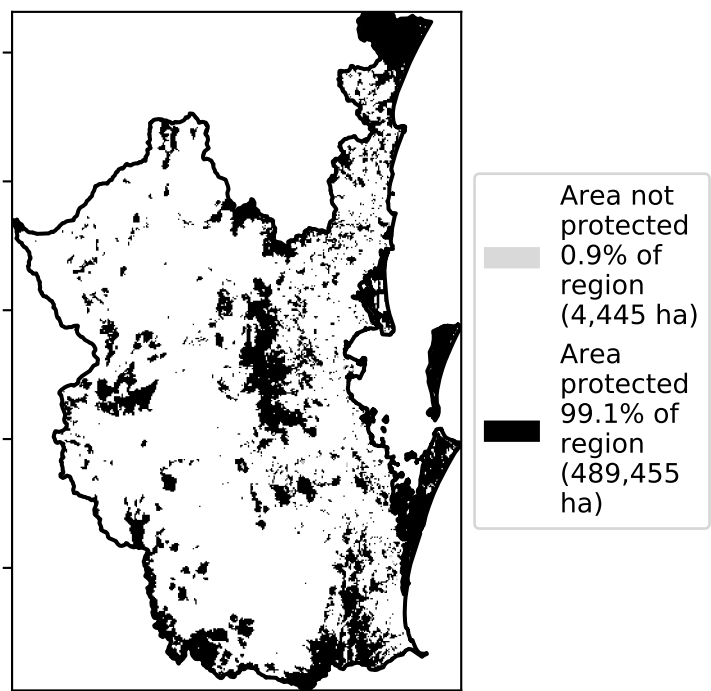 Area not
protected
0.9% of
region
(4,445 ha)
Area
protected
99.1% of
region
(489,455
ha)